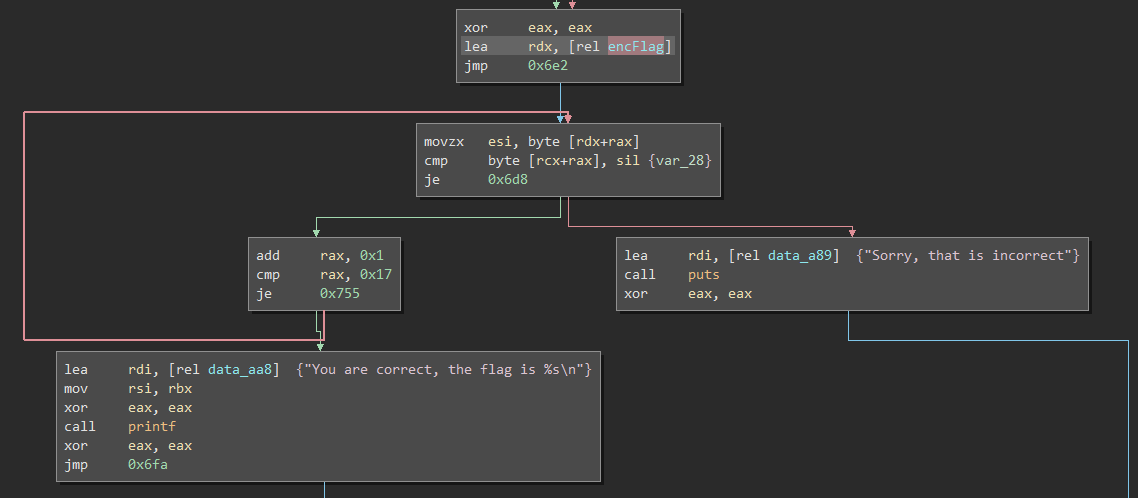 xor eax, eax
lea rdx, [rel encFlag]
jmp 0x6e2
movzx esi, byte [rdx+rax]
cmp byte [rcx+rax], sil {var_28}
je 0x6d8
add rax, 0x1
cmp rax, 0x17
je 0x755
lea rdi, [rel data_a89] {"Sorry, that is incorrect"}
call puts
xor eax, eax
lea rdi, [rel data_aa8] {"You are correct, the flag is %s\n"}
mov rsi, rbx
xor eax, eax
call printf
xor eax, eax
jmp 0x6fa